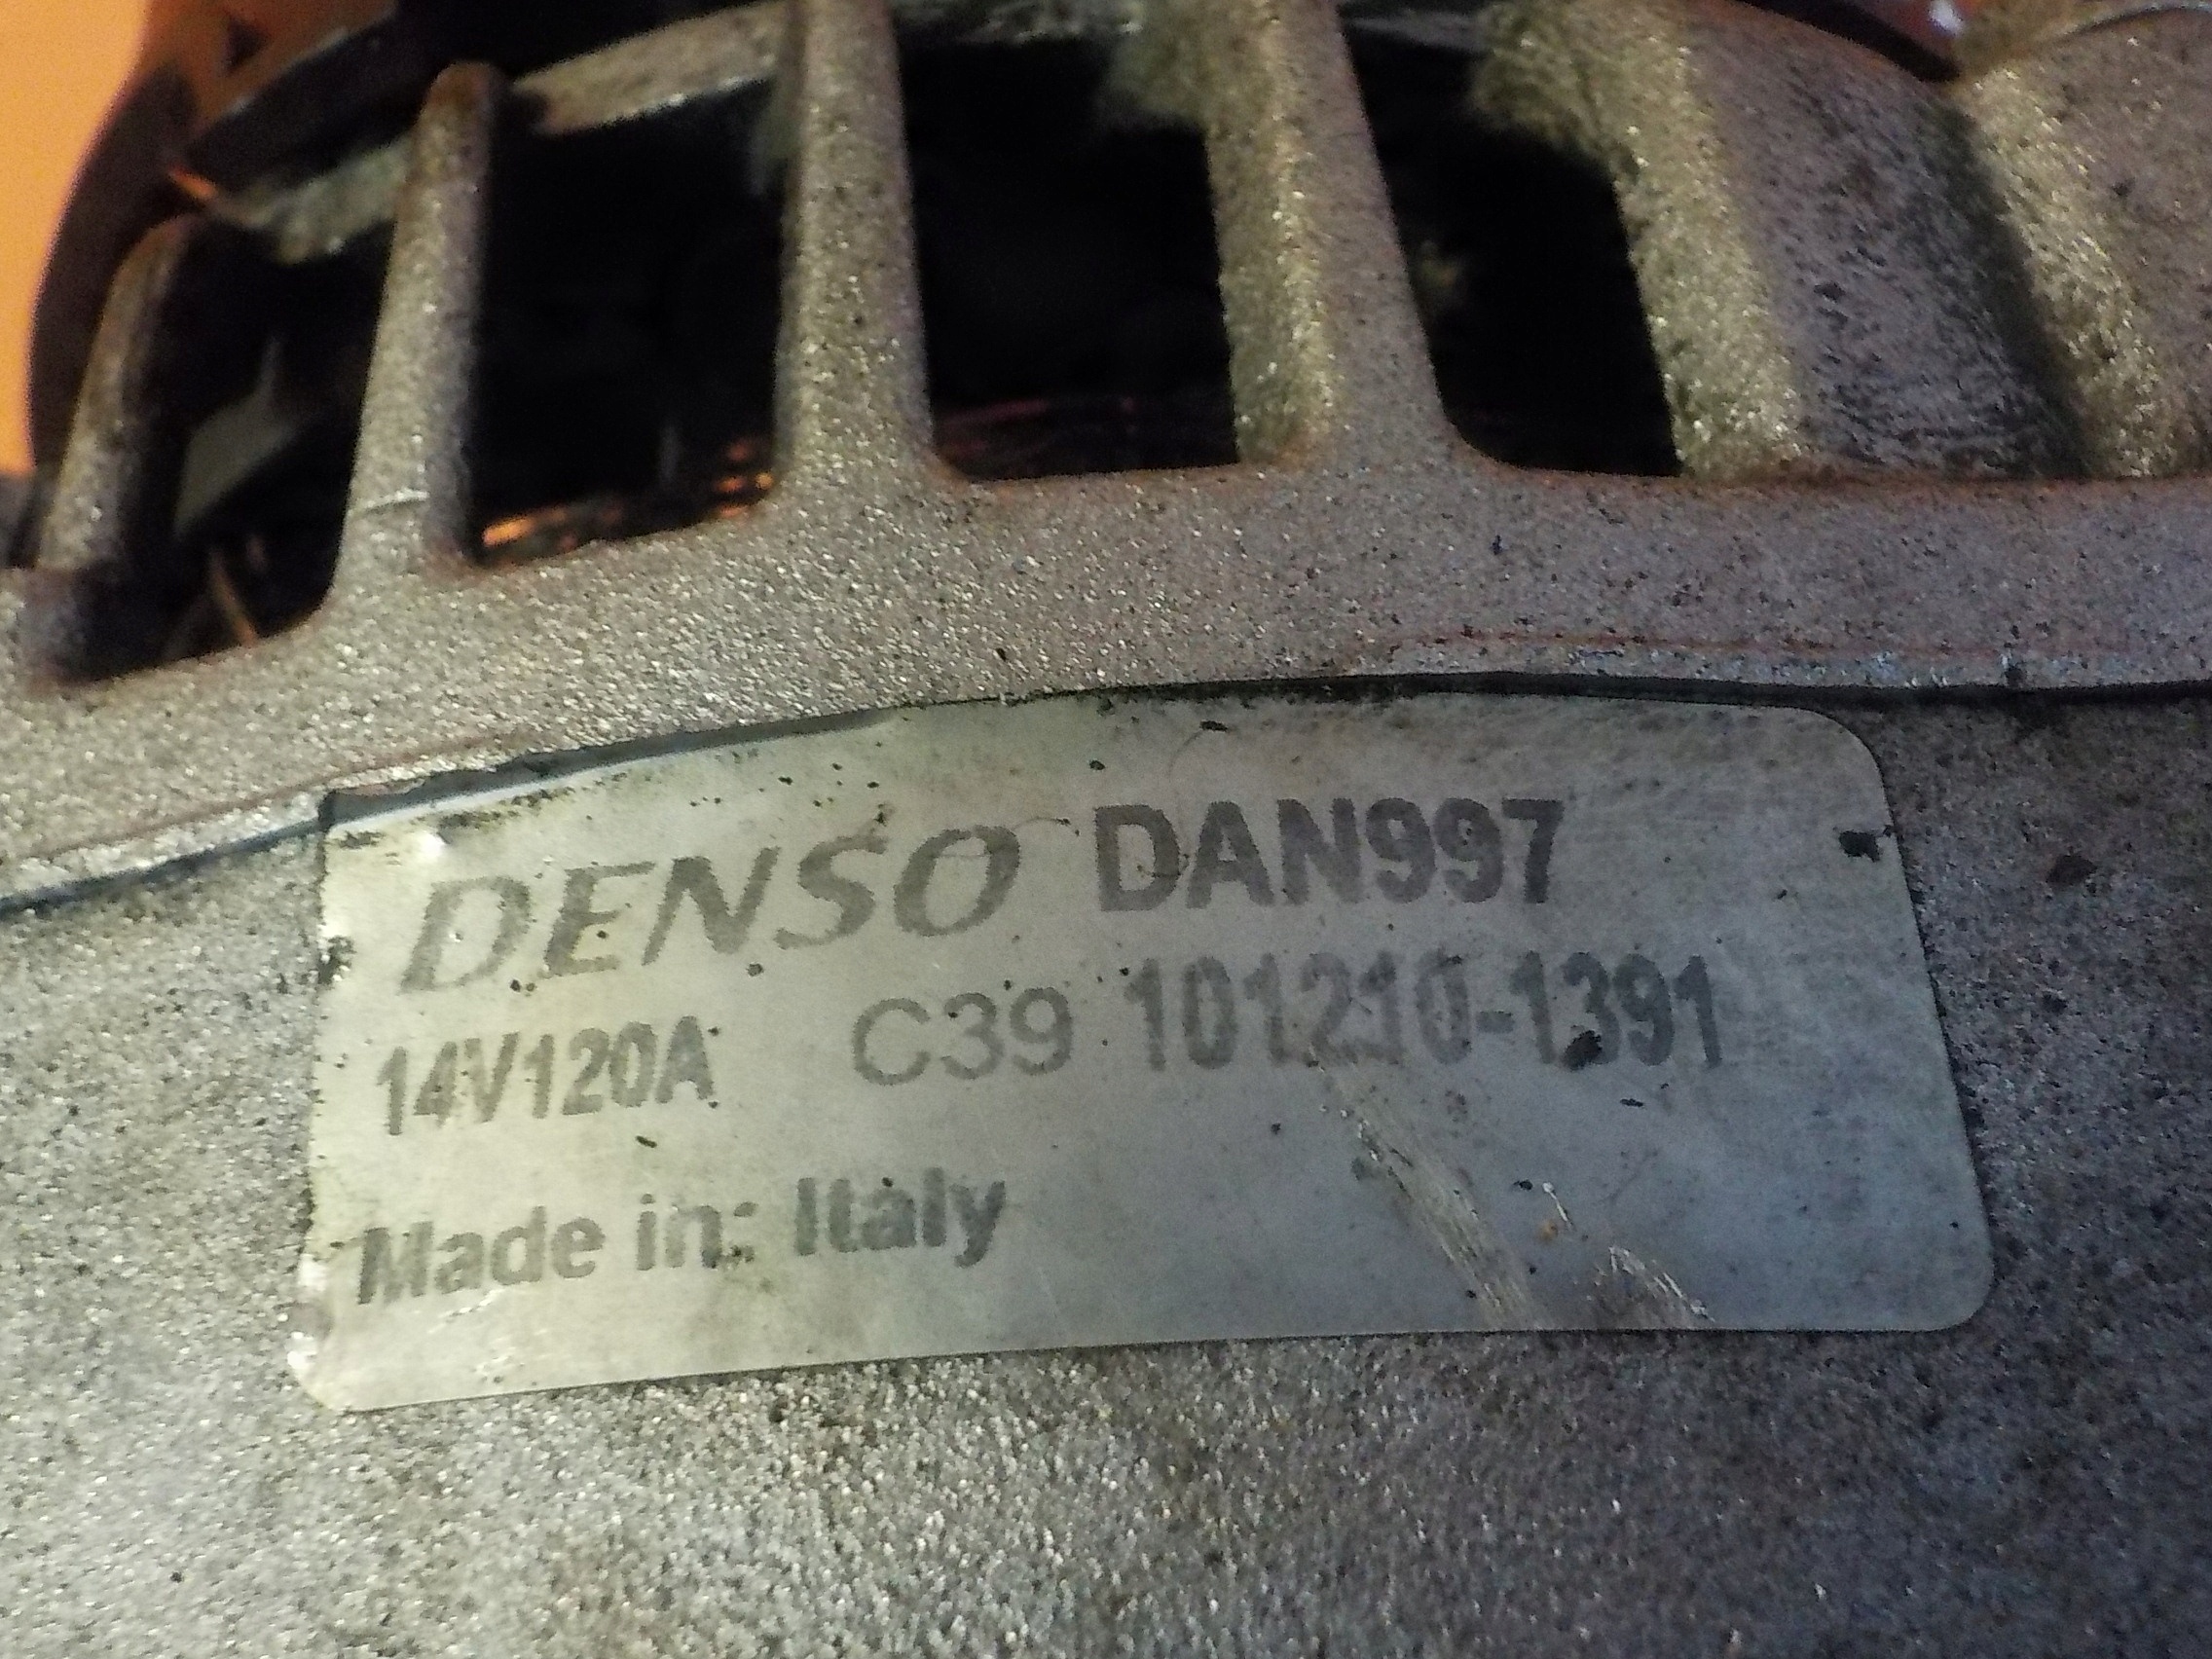 DENSO DAN997
14V120A C39 101210-1391
Made in: Italy